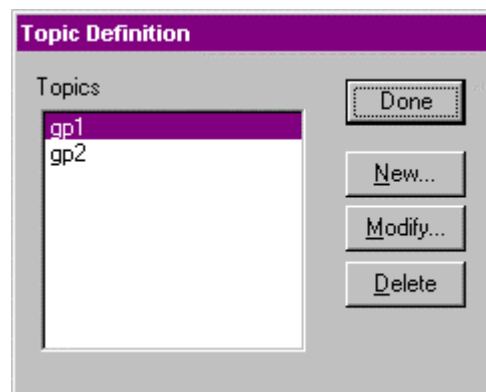 Topic Definition
Topics
gp1
gp2
Done
New...
Modify...
Delete